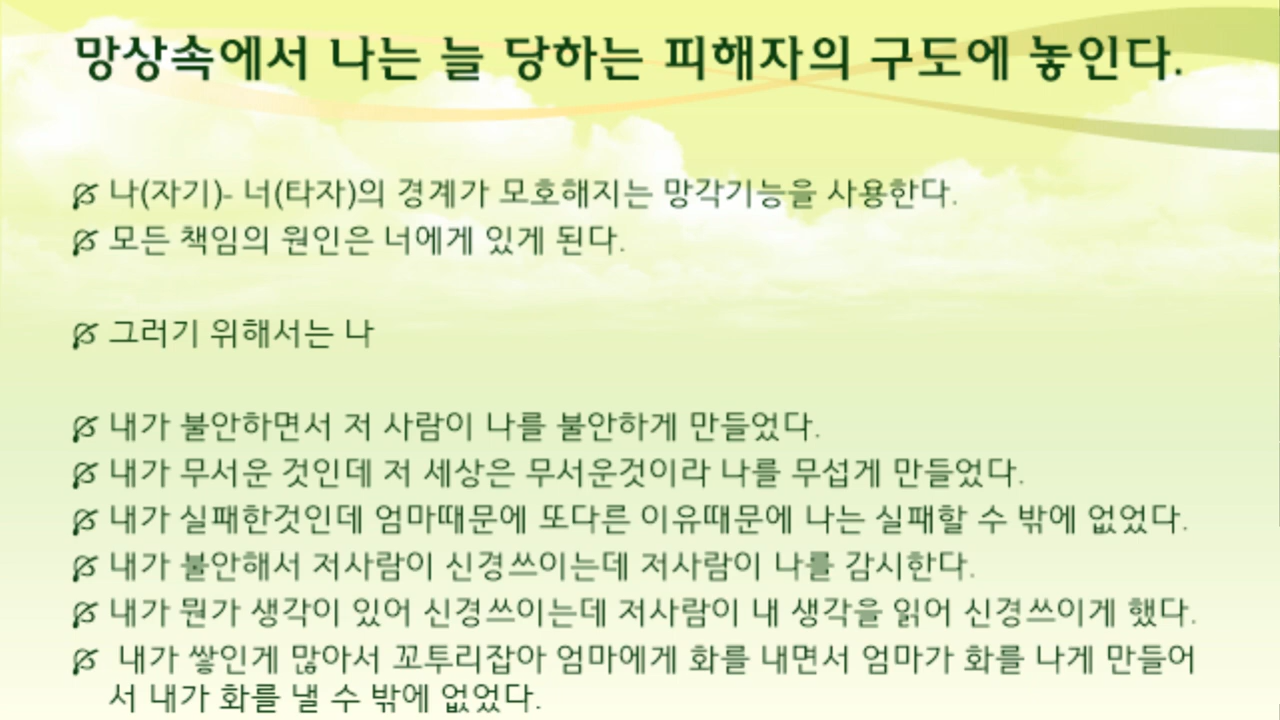 망상속에서 나는 늘 당하는 피해자의 구도에 놓인다.
나(자기)- 너(타자)의 경계가 모호해지는 망각기능을 사용한다.
모든 책임의 원인은 너에게 있게 된다.
그러기 위해서는 나
내가 불안하면서 저 사람이 나를 불안하게 만들었다.
내가 무서운 것인데 저 세상은 무서운것이라 나를 무섭게 만들었다.
내가 실패한것인데 엄마때문에 또다른 이유때문에 나는 실패할 수 밖에 없었다.
내가 불안해서 저사람이 신경쓰이는데 저사람이 나를 감시한다.
내가 뭔가 생각이 있어 신경쓰이는데 저사람이 내 생각을 읽어 신경쓰이게 했다.
내가 쌓인게 많아서 꼬투리잡아 엄마에게 화를 내면서 엄마가 화를 나게 만들어
서 내가 화를 낼 수 밖에 없었다.